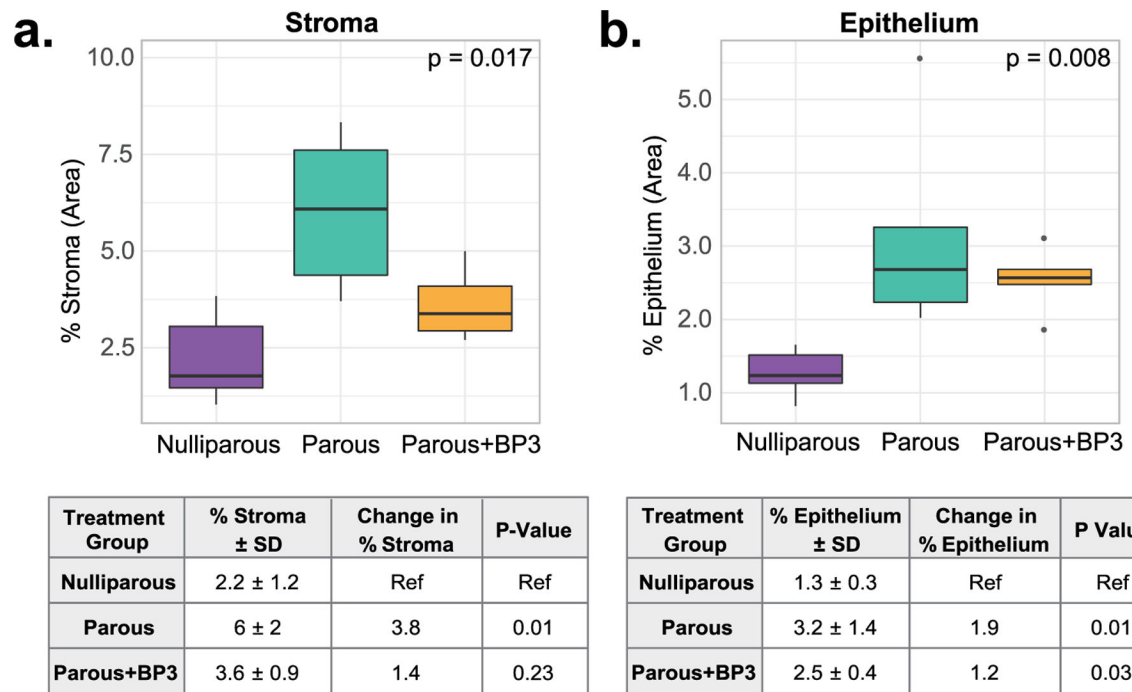 a.
Stroma
p = 0.017
% Stroma (Area)
10.0
7.5
5.0
2.5
Nulliparous Parous Parous+BP3
Treatment Group % Stroma ± SD Change in % Stroma P-Value
Nulliparous 2.2 ± 1.2 Ref Ref
Parous 6 ± 2 3.8 0.01
Parous+BP3 3.6 ± 0.9 1.4 0.23
b.
Epithelium
p = 0.008
% Epithelium (Area)
5.0
4.0
3.0
2.0
1.0
Nulliparous Parous Parous+BP3
Treatment Group % Epithelium ± SD Change in % Epithelium P Valu
Nulliparous 1.3 ± 0.3 Ref Ref
Parous 3.2 ± 1.4 1.9 0.01
Parous+BP3 2.5 ± 0.4 1.2 0.03